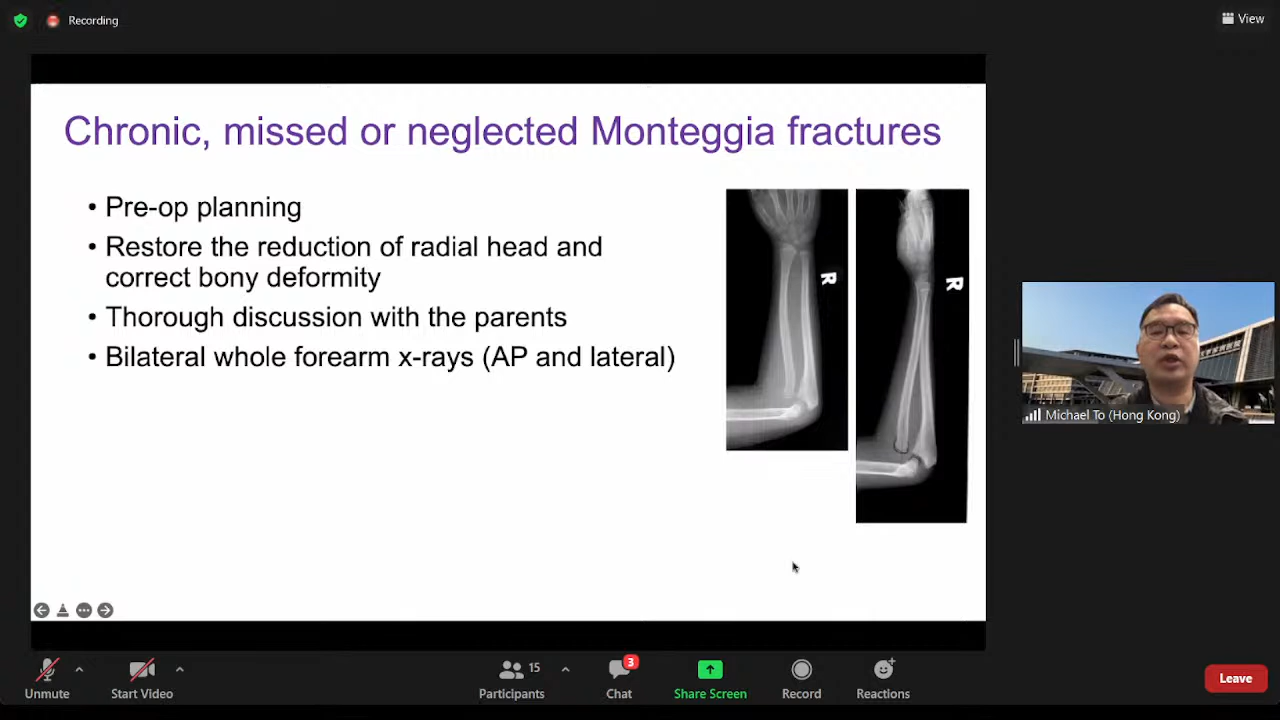 Recording
View
Chronic, missed or neglected Monteggia fractures
• Pre-op planning
• Restore the reduction of radial head and
correct bony deformity
• Thorough discussion with the parents
• Bilateral whole forearm x-rays (AP and lateral)
R
R
Michael To (Hong Kong)
Unmute
Start Video
15
Participants
3
Chat
Share Screen
Record
Reactions
Leave